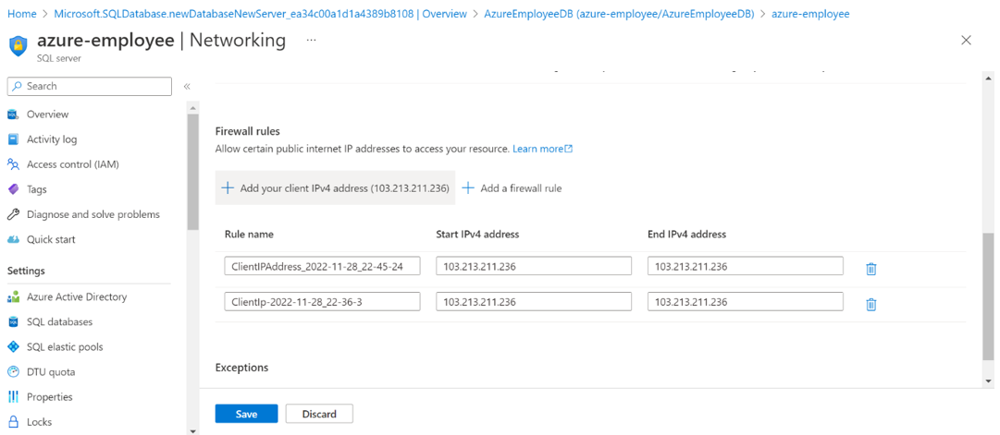 Home > Microsoft.SQLDatabase.newDatabaseNewServer_ea34c00a1d1a4389b8108 | Overview > AzureEmployeeDB (azure-employee/AzureEmployeeDB) > azure-employee
azure-employee | Networking ...
SQL server
Search
Overview
Activity log
Access control (IAM)
Tags
Diagnose and solve problems
Quick start
Settings
Azure Active Directory
SQL databases
SQL elastic pools
DTU quota
Properties
Locks
Firewall rules
Allow certain public internet IP addresses to access your resource. Learn more
Add your client IPv4 address (103.213.211.236) Add a firewall rule
Rule name Start IPv4 address End IPv4 address
ClientIPAddress_2022-11-28_22-45-24 103.213.211.236 103.213.211.236
ClientIp-2022-11-28_22-36-3 103.213.211.236 103.213.211.236
Exceptions
Save Discard